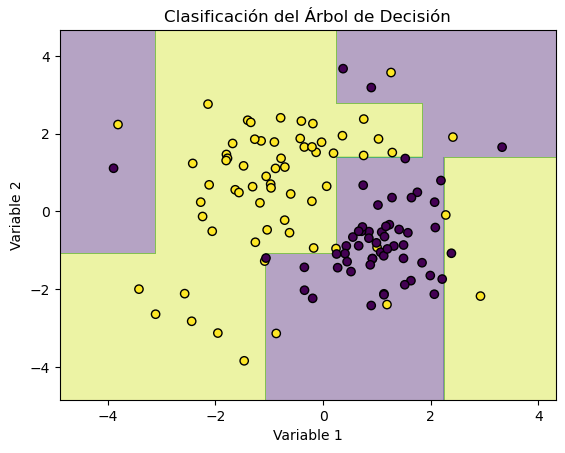 Clasificación del Árbol de Decisión
4
2
0
−2
−4
Variable 2
−4 −2 0 2 4
Variable 1